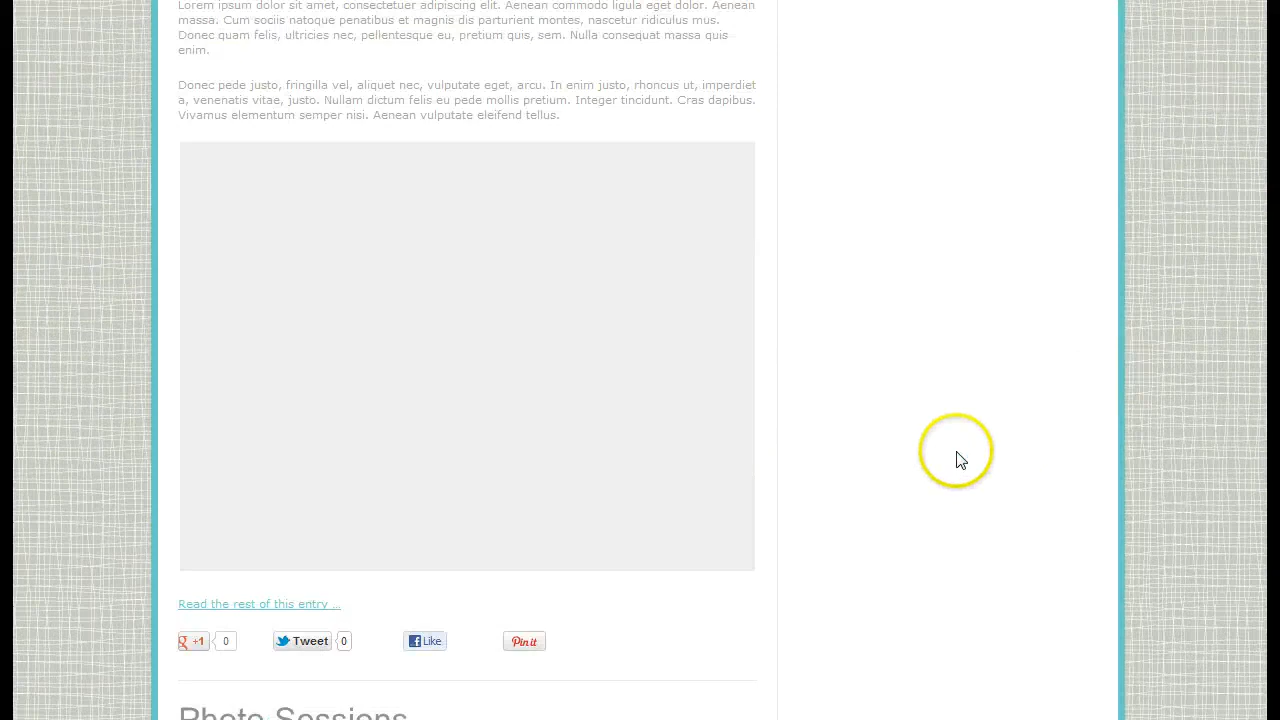 Lorem ipsum dolor sit amet, consectetuer adipiscing elit. Aenean commodo ligula eget dolor. Aenean
massa. Cum sociis natoque penatibus et magnis dis parturient montes, nascetur ridiculus mus.
Donec quam felis, ultricies nec, pellentesque eu, pretium quis, sem. Nulla consequat massa quis
enim.
Donec pede justo, fringilla vel, aliquet nec, vulputate eget, arcu. In enim justo, rhoncus ut, imperdiet
a, venenatis vitae, justo. Nullam dictum felis eu pede mollis pretium. Integer tincidunt. Cras dapibus.
Vivamus elementum semper nisi. Aenean vulputate eleifend tellus.
Read the rest of this entry ...
g +1 0 Tweet 0 Like Pin it
Photo Sessions